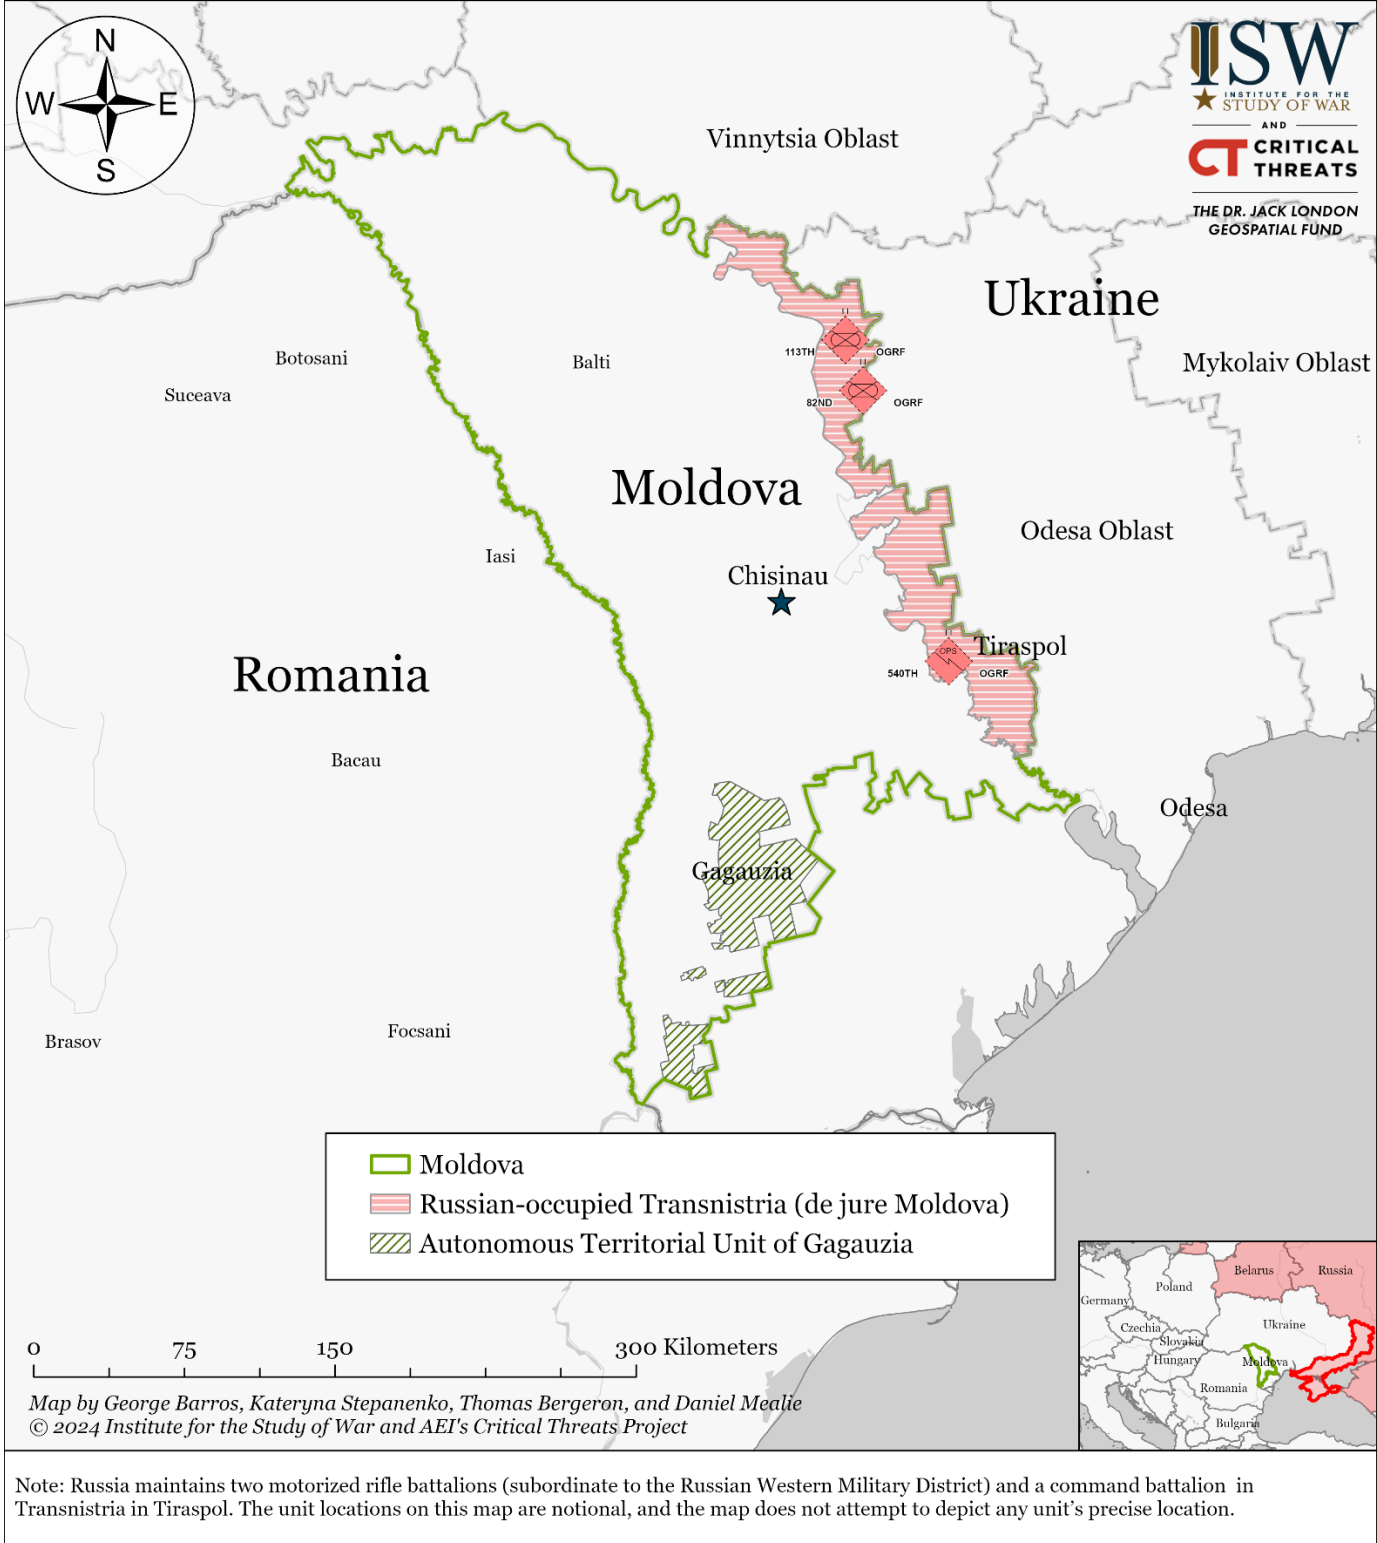 N
W E
S
ISW
INSTITUTE FOR THE
STUDY OF WAR
AND
CT CRITICAL
THREATS
THE DR. JACK LONDON
GEOSPATIAL FUND
Vinnytsia Oblast
Ukraine
Mykolaiv Oblast
Botosani
Balti
Suceava
113TH OGRF
82ND OGRF
Moldova
Odesa Oblast
Iasi
Chisinau
Tiraspol
OPS
540TH OGRF
Romania
Bacau
Odesa
Gagauzia
Focsani
Brasov
Moldova
Russian-occupied Transnistria (de jure Moldova)
Autonomous Territorial Unit of Gagauzia
Belarus
Russia
Poland
Germany
Ukraine
Czechia
Slovakia
Hungary
Moldova
Romania
Bulgaria
0 75 150 300 Kilometers
Map by George Barros, Kateryna Stepanenko, Thomas Bergeron, and Daniel Mealie
© 2024 Institute for the Study of War and AEI's Critical Threats Project
Note: Russia maintains two motorized rifle battalions (subordinate to the Russian Western Military District) and a command battalion in
Transnistria in Tiraspol. The unit locations on this map are notional, and the map does not attempt to depict any unit's precise location.